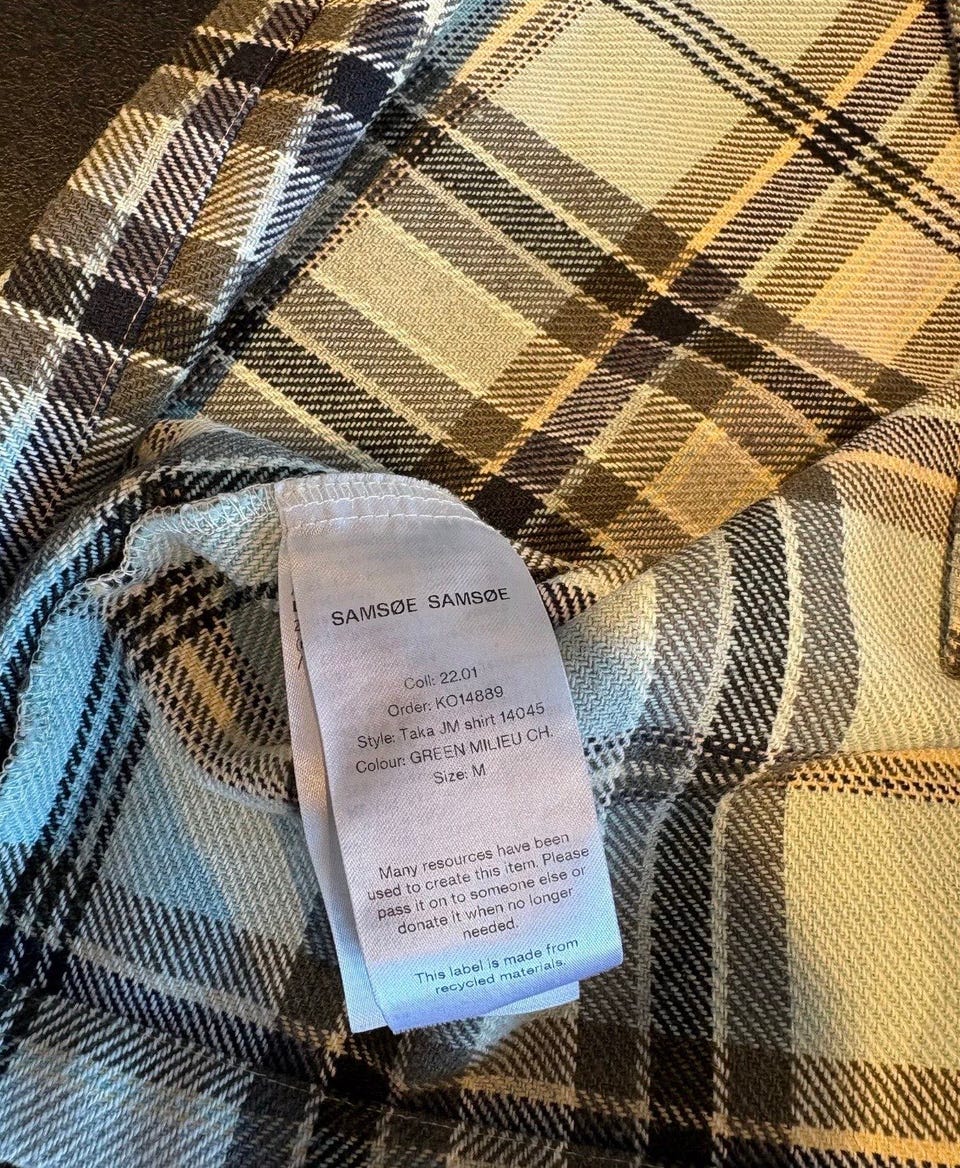 SAMSØE SAMSØE
Coll: 22.01
Order: KO14889
Style: Taka JM shirt 14045
Colour: GREEN MILIEU CH.
Size: M
Many resources have been
used to create this item. Please
pass it on to someone else or
donate it when no longer
needed.
This label is made from
recycled materials.